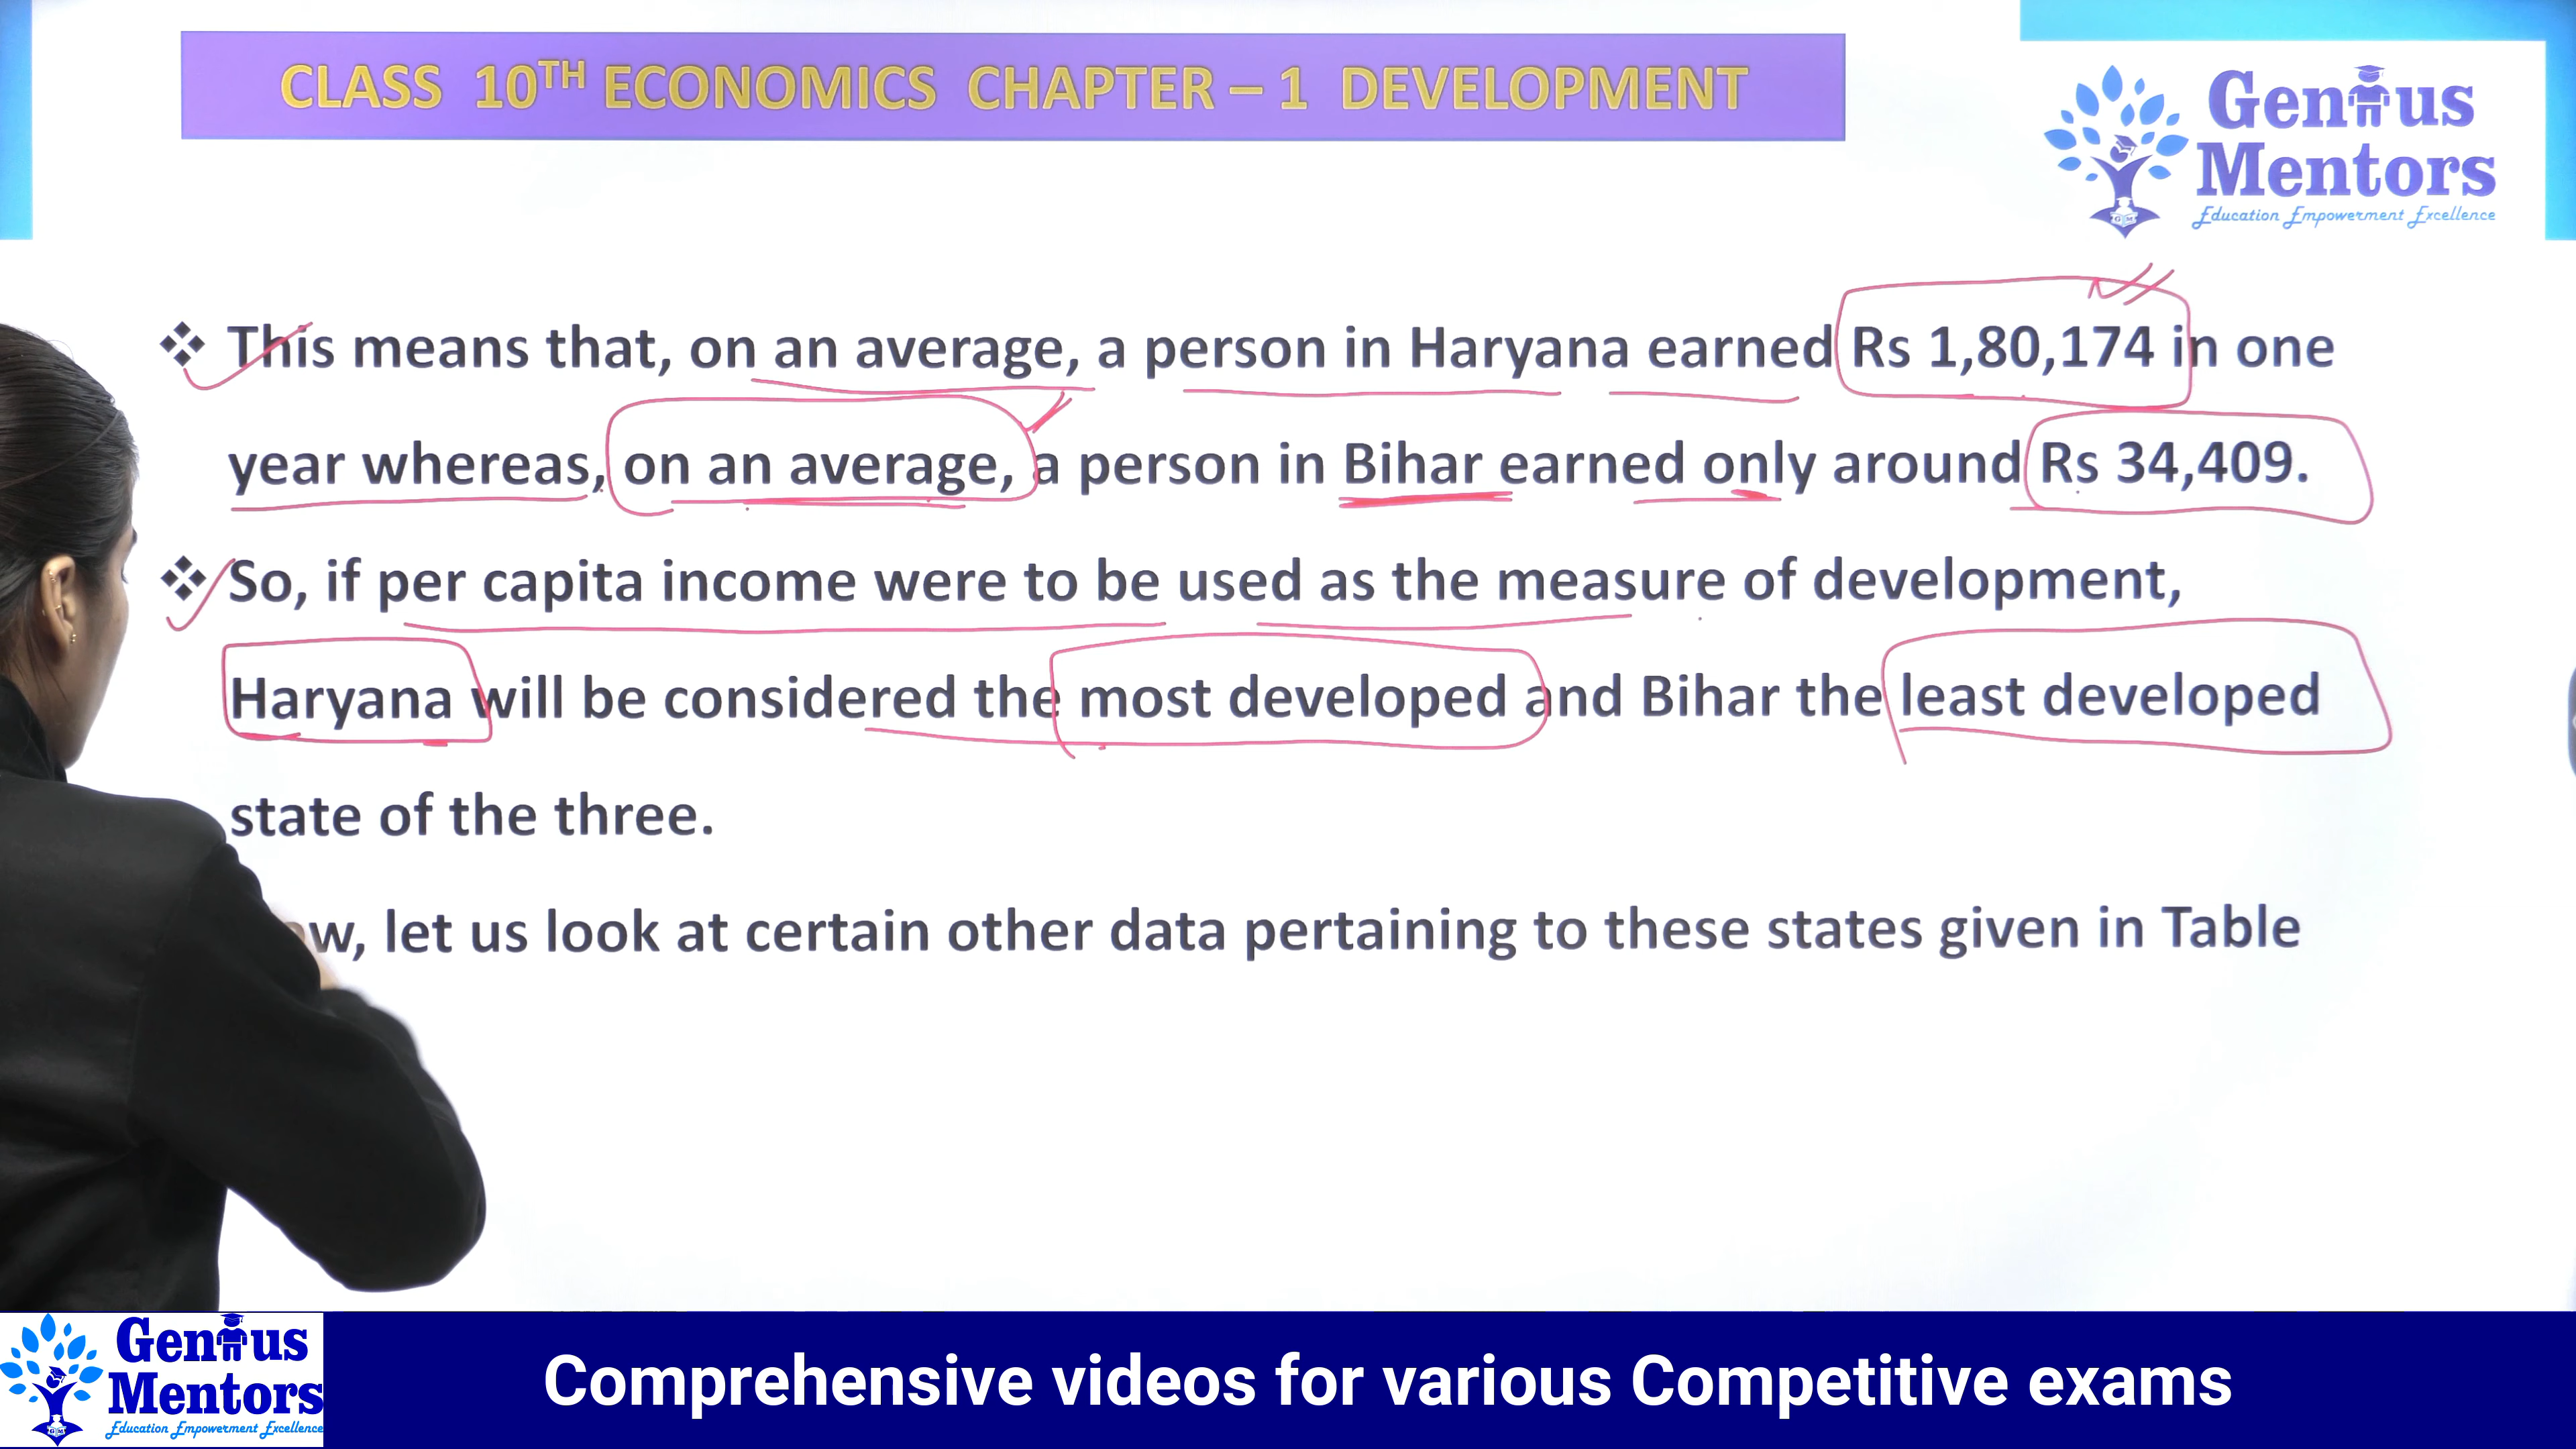 CLASS 10TH ECONOMICS CHAPTER – 1 DEVELOPMENT
Genius
Mentors
Education Empowerment Excellence
❖ This means that, on an average, a person in Haryana earned Rs 1,80,174 in one
year whereas, on an average, a person in Bihar earned only around Rs 34,409.
❖ So, if per capita income were to be used as the measure of development,
Haryana will be considered the most developed and Bihar the least developed
state of the three.
let us look at certain other data pertaining to these states given in Table
Genius
Mentors
Education Empowerment Excellence
Comprehensive videos for various Competitive exams